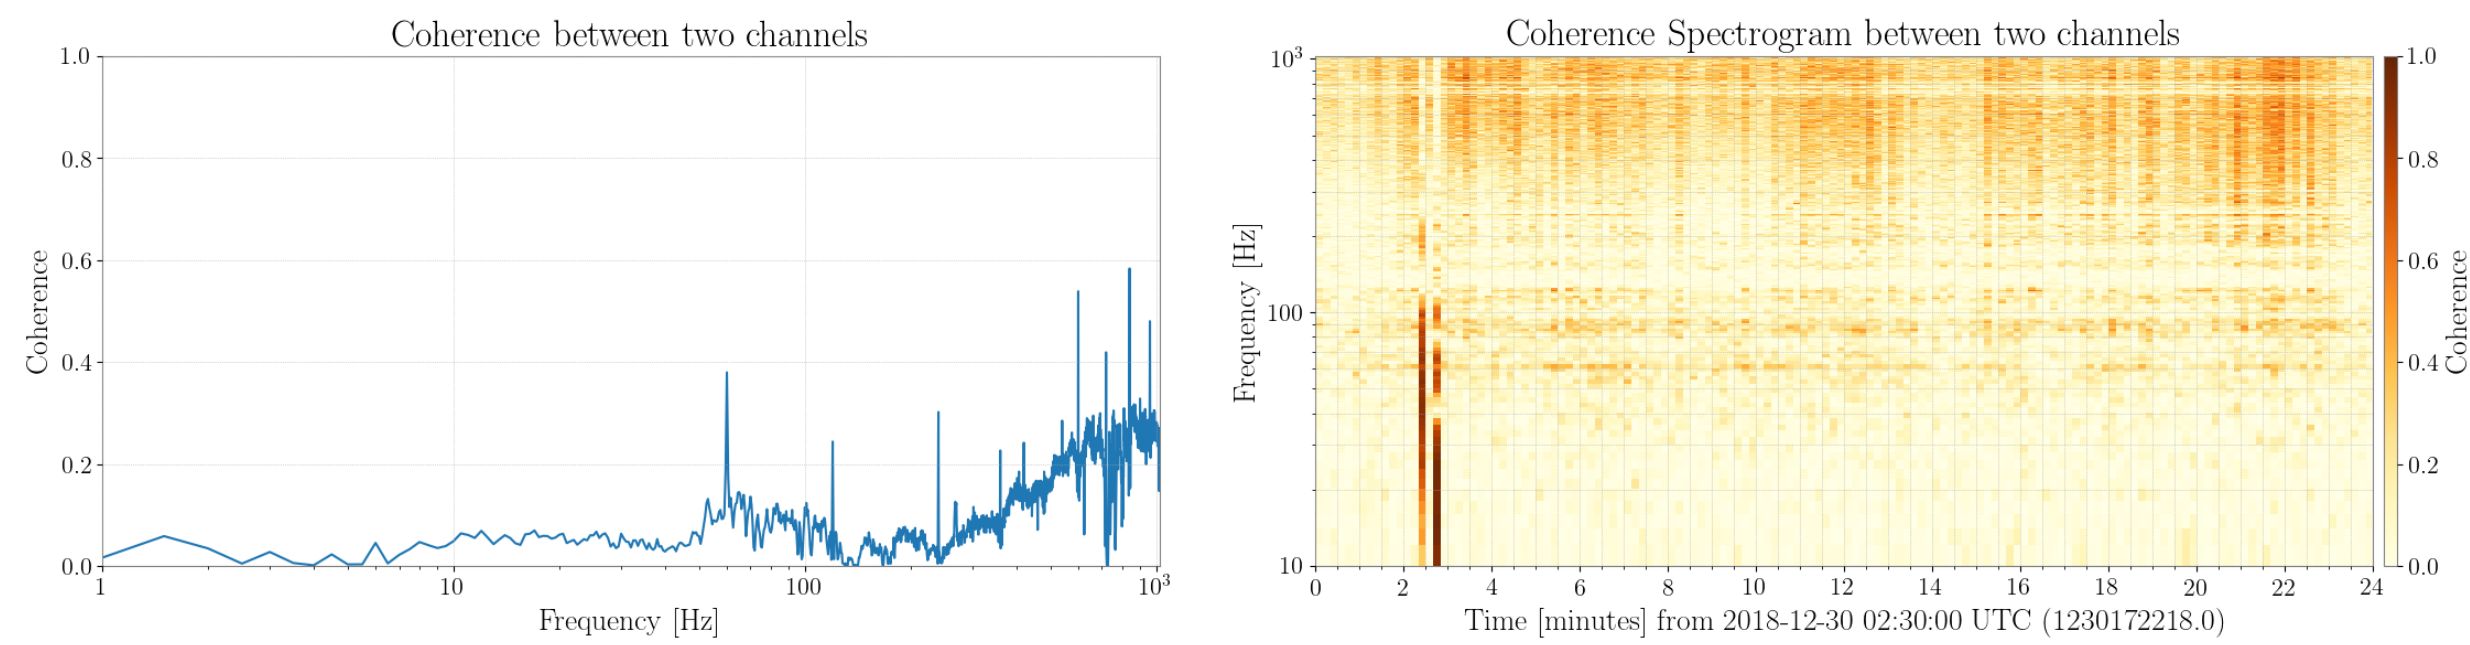 Coherence between two channels
1.0
0.8
0.6
0.4
0.2
0.0
Coherence
1 10 100 10³
Frequency [Hz]
Coherence Spectrogram between two channels
10³
100
10
Frequency [Hz]
0 2 4 6 8 10 12 14 16 18 20 22 24
Time [minutes] from 2018-12-30 02:30:00 UTC (1230172218.0)
1.0
0.8
0.6
0.4
0.2
0.0
Coherence